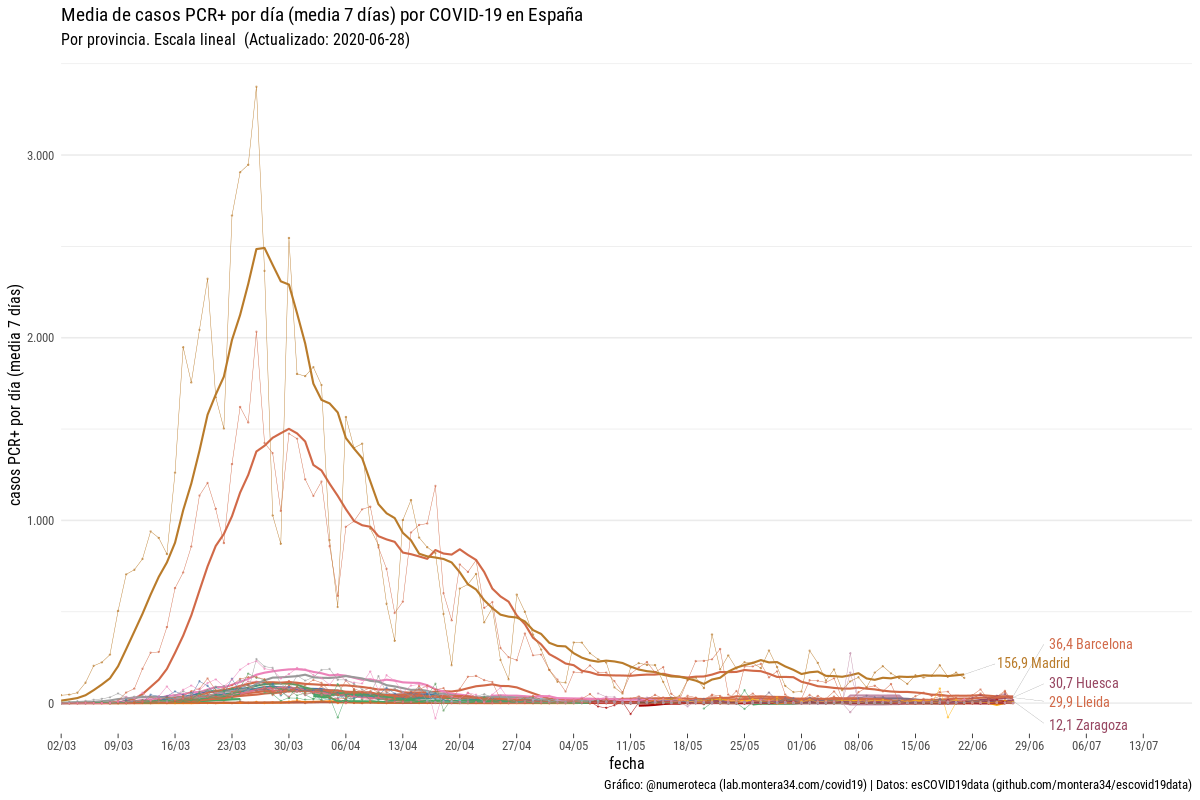 Media de casos PCR+ por día (media 7 días) por COVID-19 en España
Por provincia. Escala lineal (Actualizado: 2020-06-28)
casos PCR+ por día (media 7 días)
3.000
2.000
1.000
0
36,4 Barcelona
156,9 Madrid
30,7 Huesca
29,9 Lleida
12,1 Zaragoza
02/03 09/03 16/03 23/03 30/03 06/04 13/04 20/04 27/04 04/05 11/05 18/05 25/05 01/06 08/06 15/06 22/06 29/06 06/07 13/07
fecha
Gráfico: @numeroteca (lab.montera34.com/covid19) | Datos: esCOVID19data (github.com/montera34/escovid19data)